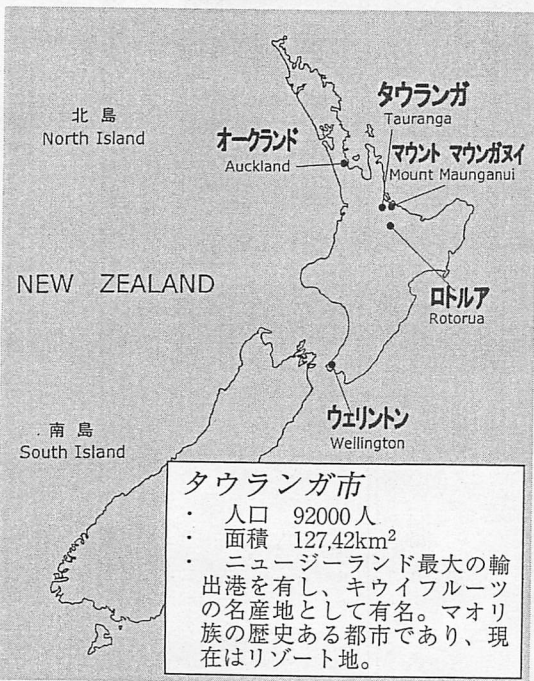 タウランガ
Tauranga
北島
North Island
オークランド
Auckland
マウント マウンガヌイ
Mount Maunganui
NEW ZEALAND
ロトルア
Rotorua
ウェリントン
Wellington
南島
South Island
タウランガ市
・ 人口 92000人
・ 面積 127,42km²
・ ニュージーランド最大の輸
出港を有し、キウイフルーツ
の名産地として有名。マオリ
族の歴史ある都市であり、現
在はリゾート地。